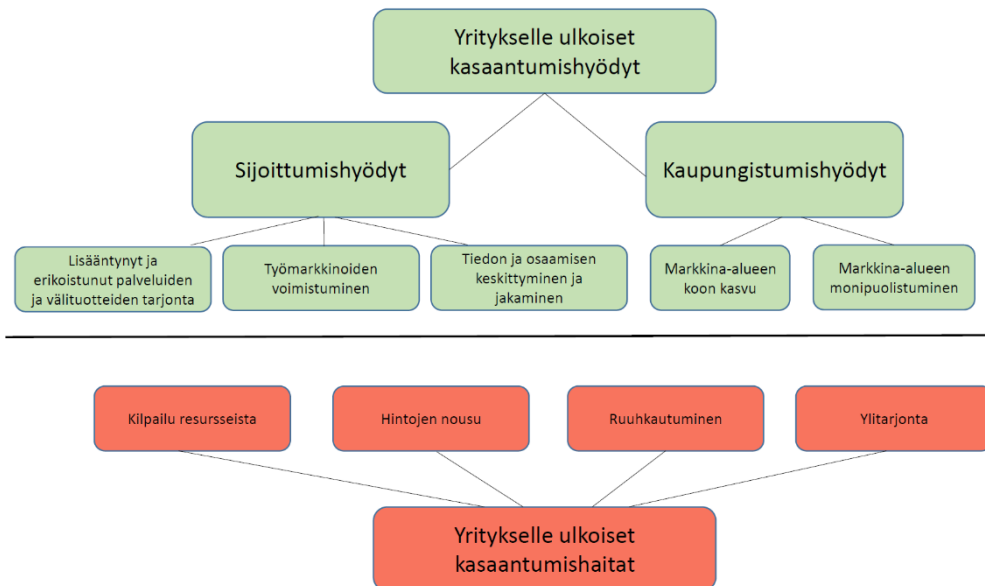 Yritykselle ulkoiset
kasaantumishyödyt
Sijoittumishyödyt
Kaupungistumishyödyt
Lisääntynyt ja
erikoistunut palveluiden
ja välituotteiden tarjonta
Työmarkkinoiden
voimistuminen
Tiedon ja osaamisen
keskittyminen ja
jakaminen
Markkina-alueen
koon kasvu
Markkina-alueen
monipuolistuminen
Kilpailu resursseista
Hintojen nousu
Ruuhkautuminen
Ylitarjonta
Yritykselle ulkoiset
kasaantumishaitat